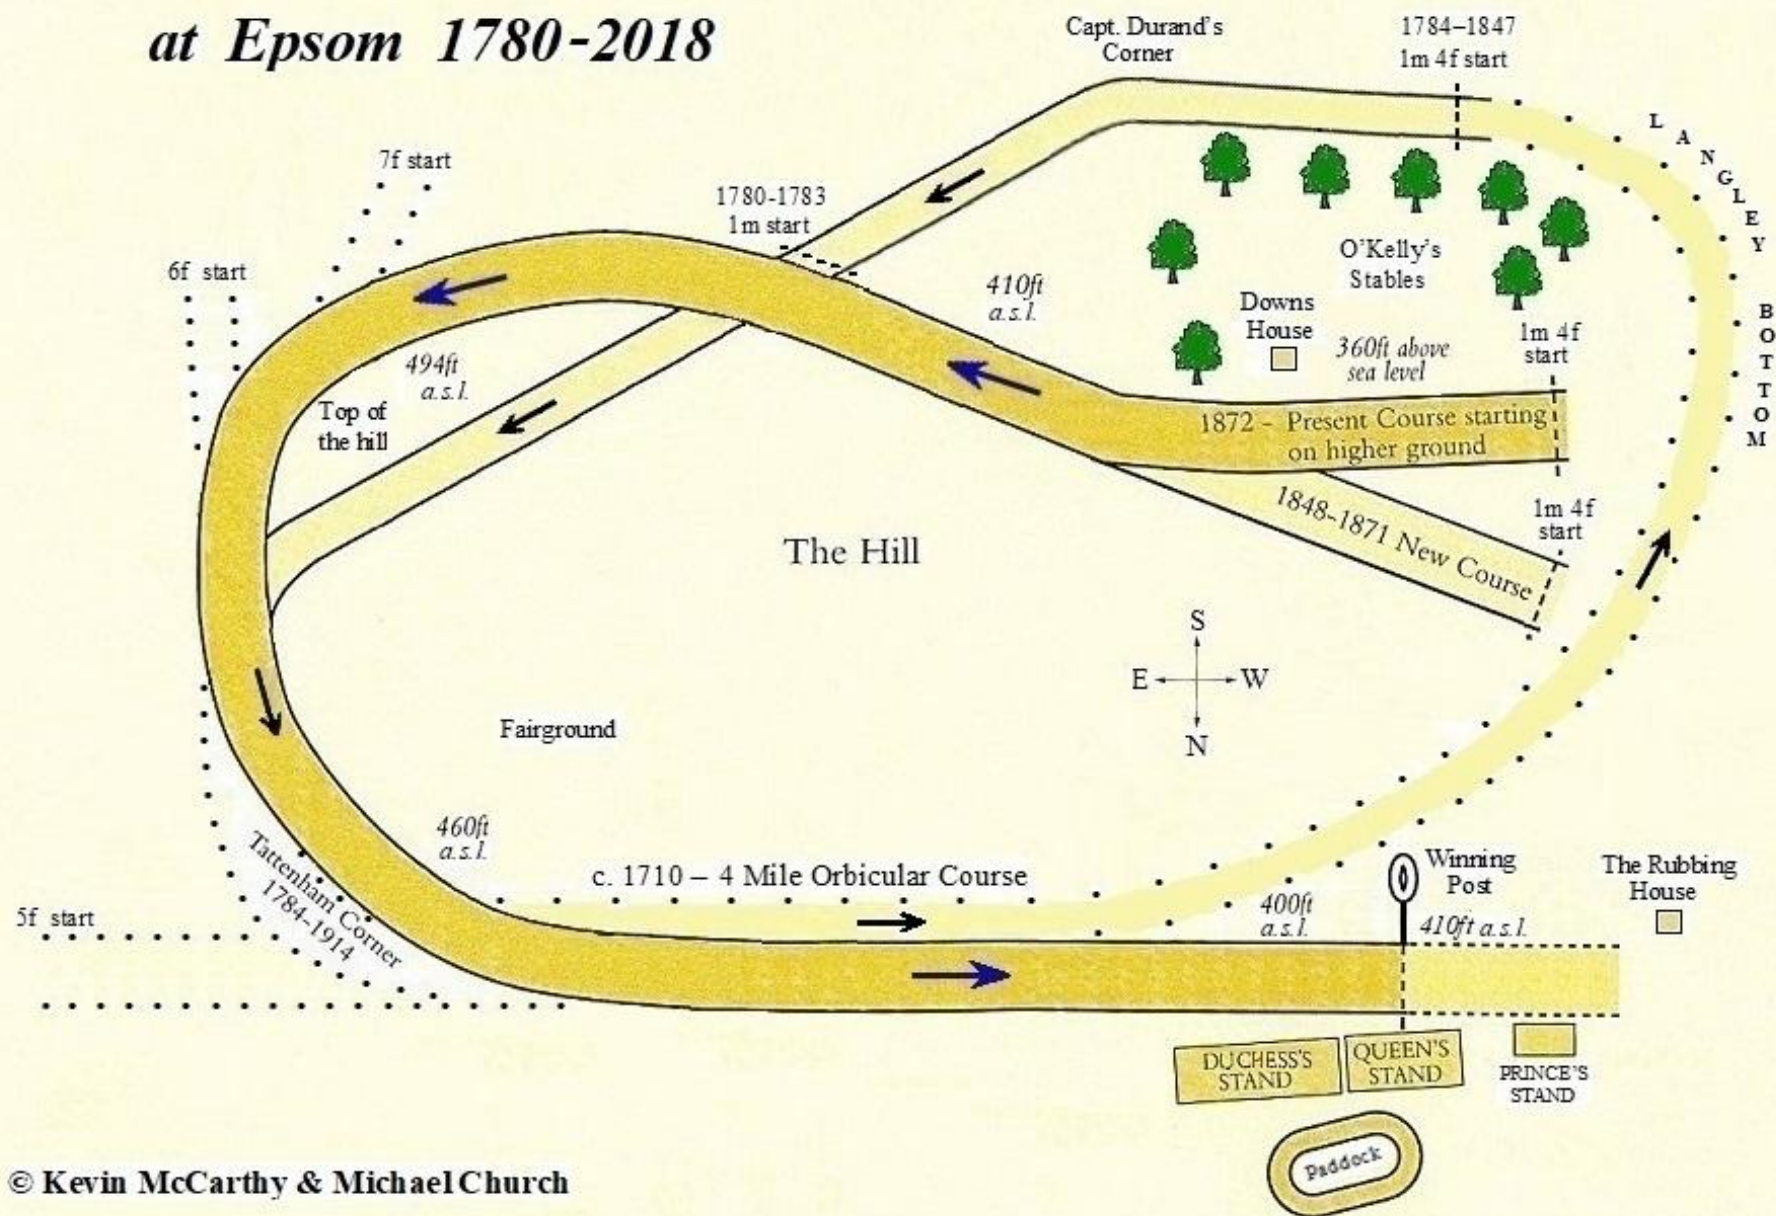 at Epsom 1780-2018
Capt. Durand's
Corner
1784–1847
1m 4f start
LANGLEY BOTTOM
7f start
1780-1783
1m start
6f start
O'Kelly's
Stables
410ft
a.s.l.
Downs
House
360ft above
sea level
1m 4f
start
494ft
a.s.l.
Top of
the hill
1872 - Present Course starting
on higher ground
1848-1871 New Course
1m 4f
start
The Hill
S
E
W
N
Fairground
460ft
a.s.l.
Tattenham Corner
1784-1914
c. 1710 – 4 Mile Orbicular Course
Winning
Post
The Rubbing
House
400ft
a.s.l.
410ft a.s.l.
5f start
DUCHESS'S
STAND
QUEEN'S
STAND
PRINCE'S
STAND
Paddock
© Kevin McCarthy & Michael Church